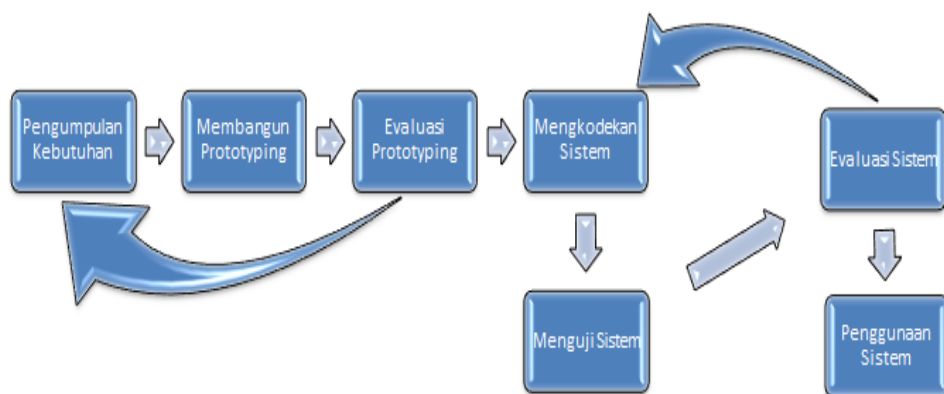 Pengumpulan
Kebutuhan
Membangun
Prototyping
Evaluasi
Prototyping
Mengkodekan
Sistem
Evaluasi Sistem
Menguji Sistem
Penggunaan
Sistem